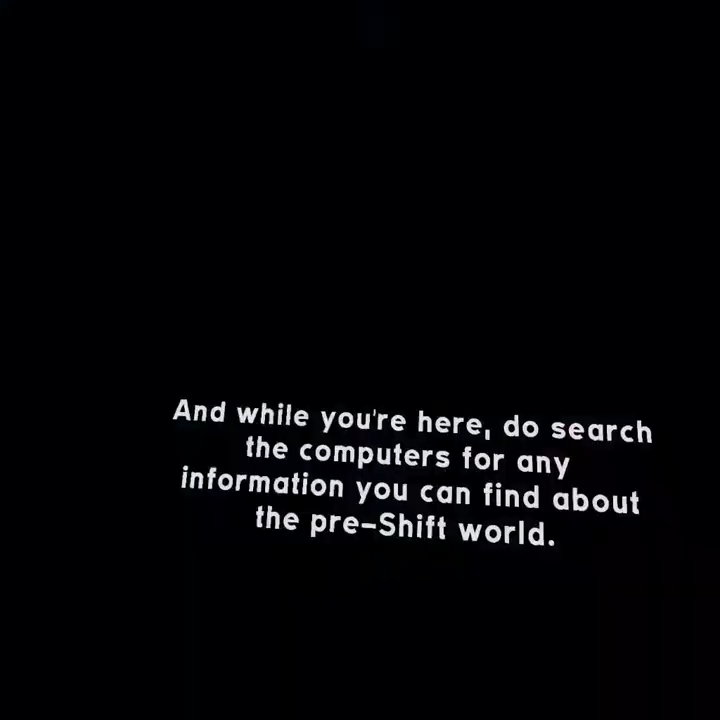 And while you're here, do search
the computers for any
information you can find about
the pre-Shift world.